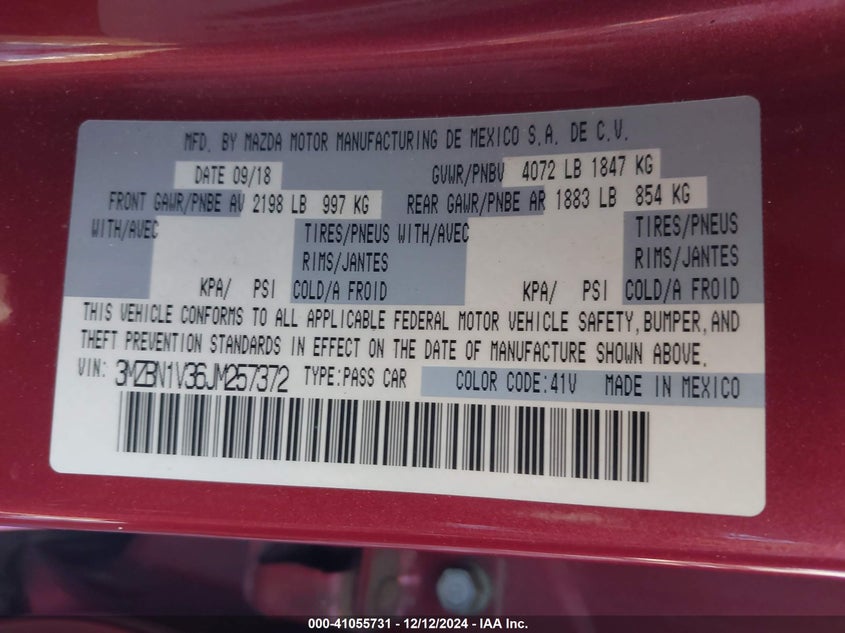 MFD. BY MAZDA MOTOR MANUFACTURING DE MEXICO S.A. DE C.V.
DATE 09/18 GVWR/PNBV 4072 LB 1847 KG
FRONT GAWR/PNBE AV 2198 LB 997 KG REAR GAWR/PNBE AR 1883 LB 854 KG
WITH/AVEC TIRES/PNEUS WITH/AVEC TIRES/PNEUS
RIMS/JANTES RIMS/JANTES
KPA/ PSI COLD/A FROID KPA/ PSI COLD/A FROID
THIS VEHICLE CONFORMS TO ALL APPLICABLE FEDERAL MOTOR VEHICLE SAFETY, BUMPER, AND
THEFT PREVENTION STANDARDS IN EFFECT ON THE DATE OF MANUFACTURE SHOWN ABOVE.
VIN: 3MZBN1V36JM257372 TYPE:PASS CAR COLOR CODE:41V MADE IN MEXICO
000-41055731 - 12/12/2024 - IAA Inc.